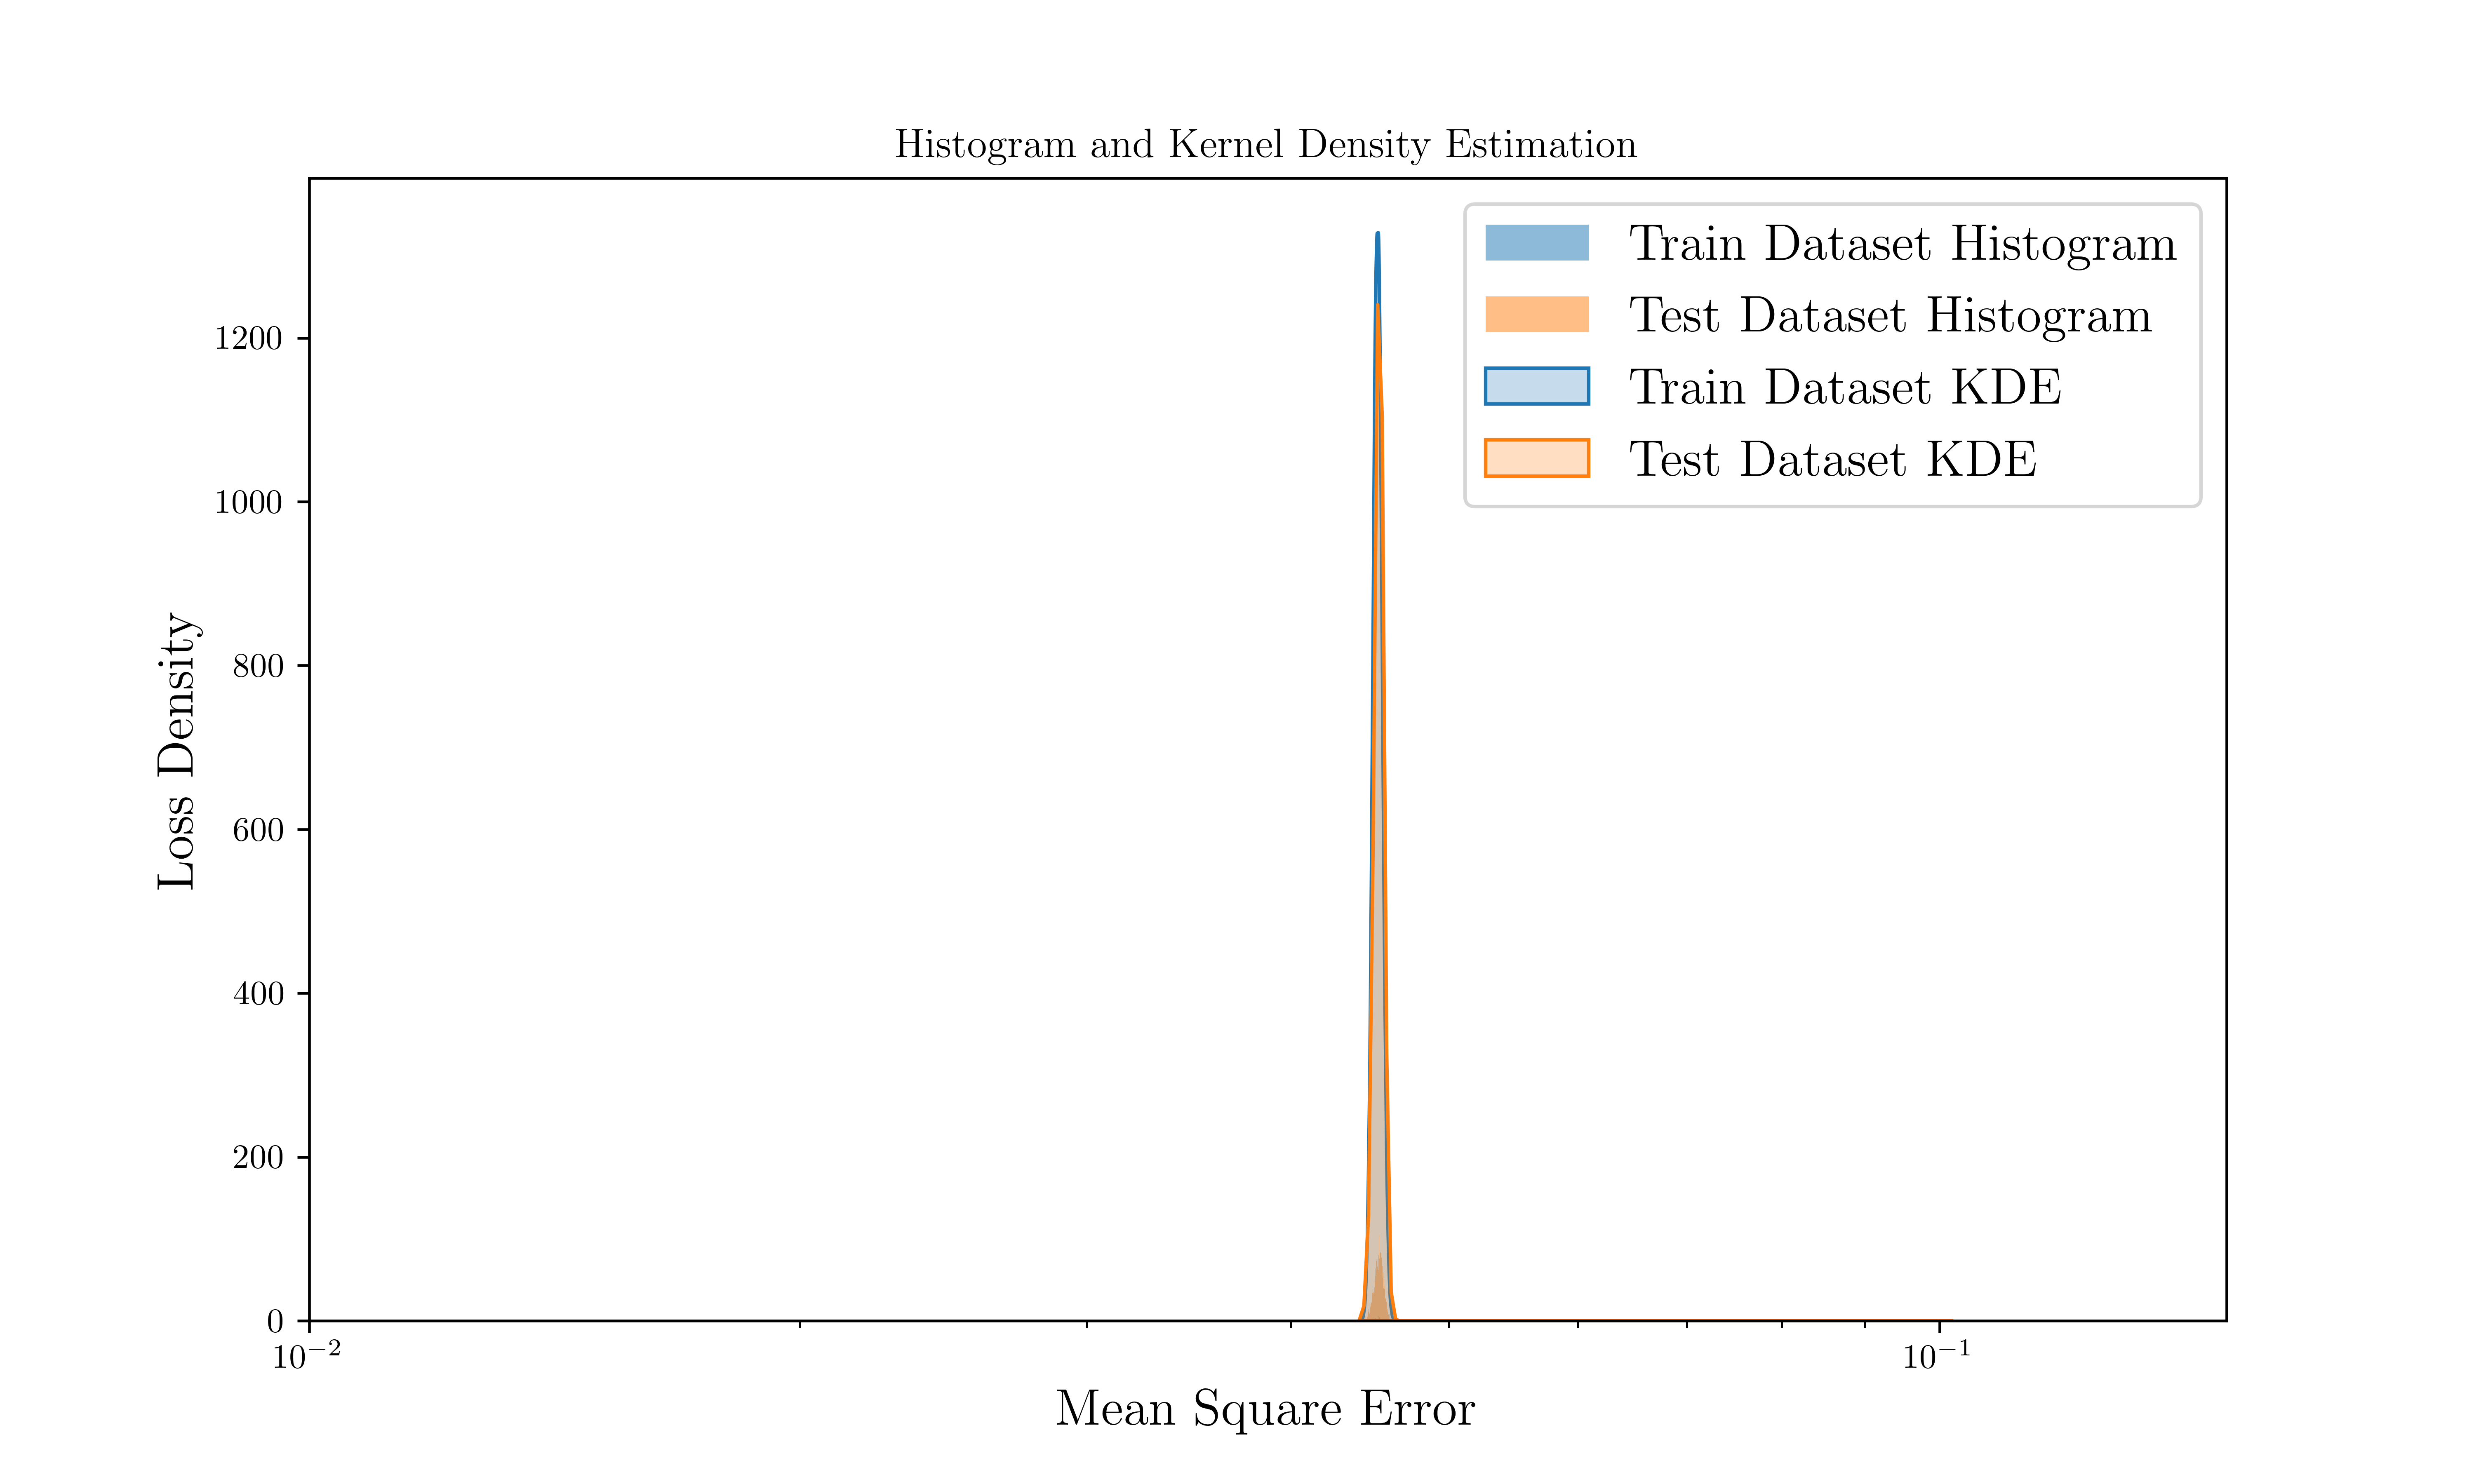 Histogram and Kernel Density Estimation
Train Dataset Histogram
Test Dataset Histogram
Train Dataset KDE
Test Dataset KDE
1200
1000
800
600
400
200
0
Loss Density
10⁻²
10⁻¹
Mean Square Error